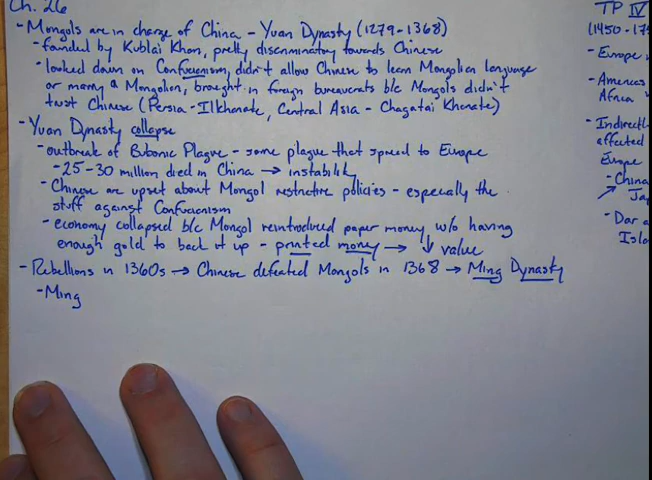 Ch. 26
- Mongols are in charge of China - Yuan Dynasty (1279-1368)
- founded by Kublai Khan, pretty discriminatory towards Chinese
- looked down on Confucianism, didn't allow Chinese to learn Mongolian language
or marry a Mongolian, brought in foreign bureaucrats b/c Mongols didn't
trust Chinese (Persia - Ilkhanate, Central Asia - Chagatai Khanate)
- Yuan Dynasty collapse
- outbreak of Bubonic Plague - same plague that spread to Europe
- 25-30 million died in China → instability
- Chinese are upset about Mongol restrictive policies - especially the
stuff against Confucianism
- economy collapsed b/c Mongol reintroduced paper money w/o having
enough gold to back it up - printed money → ↓ value
- Rebellions in 1360s → Chinese defeated Mongols in 1368 → Ming Dynasty
- Ming
TP IV
(1450-17
- Europe
- Americas
Africa
- Indirectl
affected
Europe
- China
Ja
- Dar a
Isla